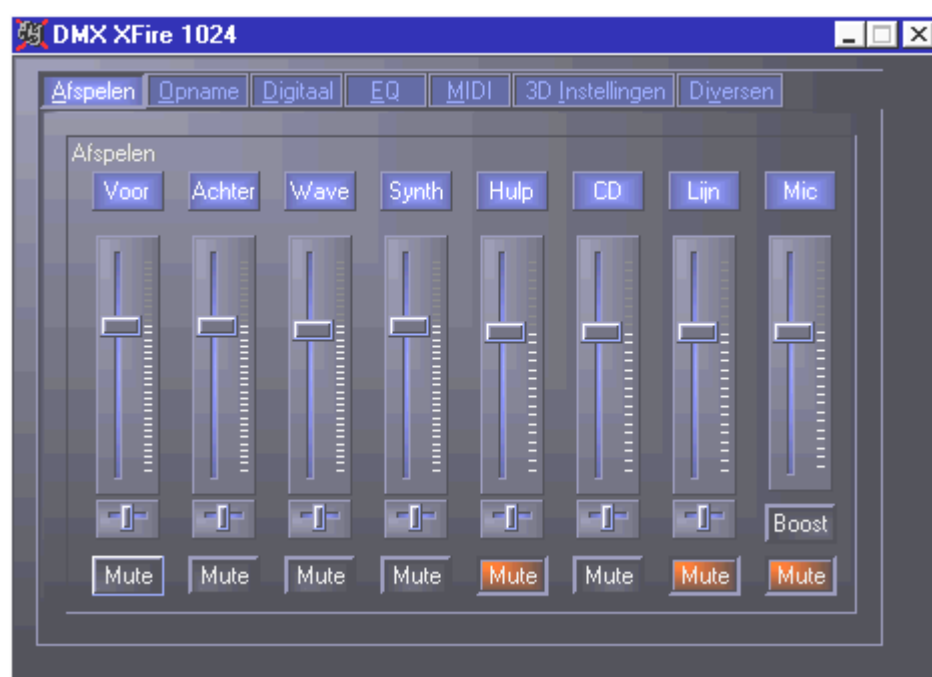 DMX XFire 1024
Afspelen Opname Digitaal EQ MIDI 3D Instellingen Diversen
Afspelen
Voor Achter Wave Synth Hulp CD Lijn Mic
Boost
Mute Mute Mute Mute Mute Mute Mute Mute